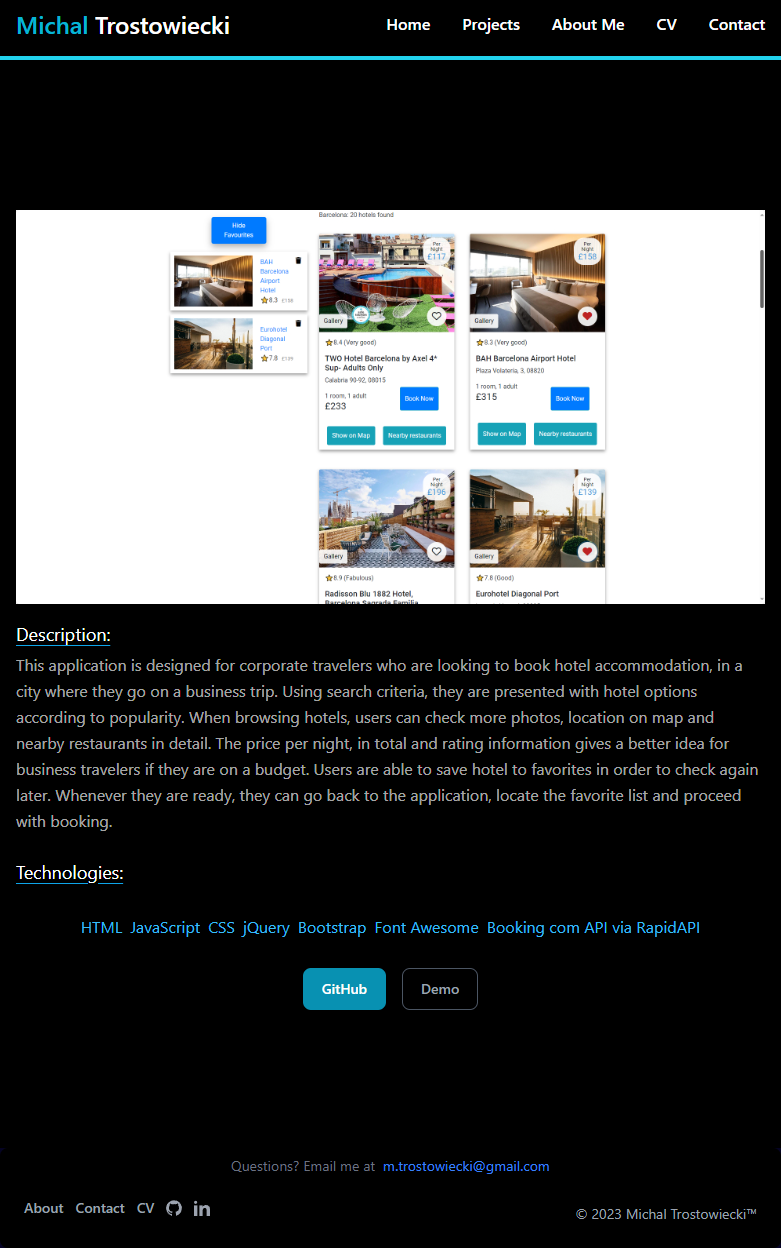 Michal Trostowiecki
Home Projects About Me CV Contact
Barcelona: 20 hotels found
Hide
Favourites
BAH
Barcelona
Airport
Hotel
8.3 £158
Eurohotel
Diagonal
Port
7.8 £139
Per
Night
£117
Gallery
8.4 (Very good)
TWO Hotel Barcelona by Axel 4*
Sup- Adults Only
Calabria 90-92, 08015
1 room, 1 adult
£233
Book Now
Show on Map Nearby restaurants
Per
Night
£158
Gallery
8.3 (Very good)
BAH Barcelona Airport Hotel
Plaza Volateria, 3, 08820
1 room, 1 adult
£315
Book Now
Show on Map Nearby restaurants
Per
Night
£196
Gallery
8.9 (Fabulous)
Radisson Blu 1882 Hotel,
Barcelona Sagrada Familia
Per
Night
£139
Gallery
7.8 (Good)
Eurohotel Diagonal Port
Description:
This application is designed for corporate travelers who are looking to book hotel accommodation, in a
city where they go on a business trip. Using search criteria, they are presented with hotel options
according to popularity. When browsing hotels, users can check more photos, location on map and
nearby restaurants in detail. The price per night, in total and rating information gives a better idea for
business travelers if they are on a budget. Users are able to save hotel to favorites in order to check again
later. Whenever they are ready, they can go back to the application, locate the favorite list and proceed
with booking.
Technologies:
HTML JavaScript CSS jQuery Bootstrap Font Awesome Booking com API via RapidAPI
GitHub Demo
Questions? Email me at m.trostowiecki@gmail.com
About Contact CV
© 2023 Michal Trostowiecki™